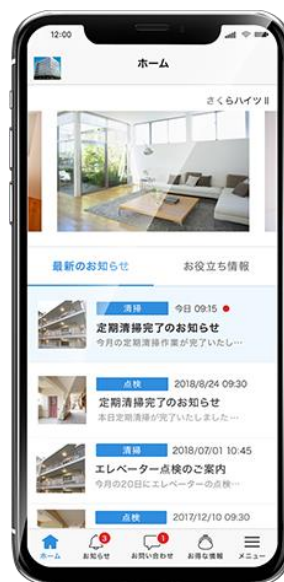 12:00
ホーム
さくらハイツ II
最新のお知らせ
お役立ち情報
清掃 今日 09:15
定期清掃完了のお知らせ
今月の定期清掃作業が完了いたし…
点検 2018/8/24 09:30
定期清掃完了のお知らせ
本日定期清掃が完了いたしました…
清掃 2018/07/01 10:45
エレベーター点検のご案内
今月の20日にエレベーターの点検…
点検 2017/12/10 09:30
3
1
ホーム
お知らせ
お問い合わせ
お得な情報
メニュー